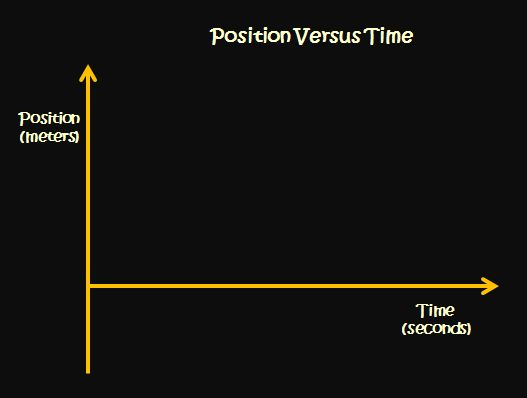 Position Versus Time
Position
(meters)
Time
(seconds)